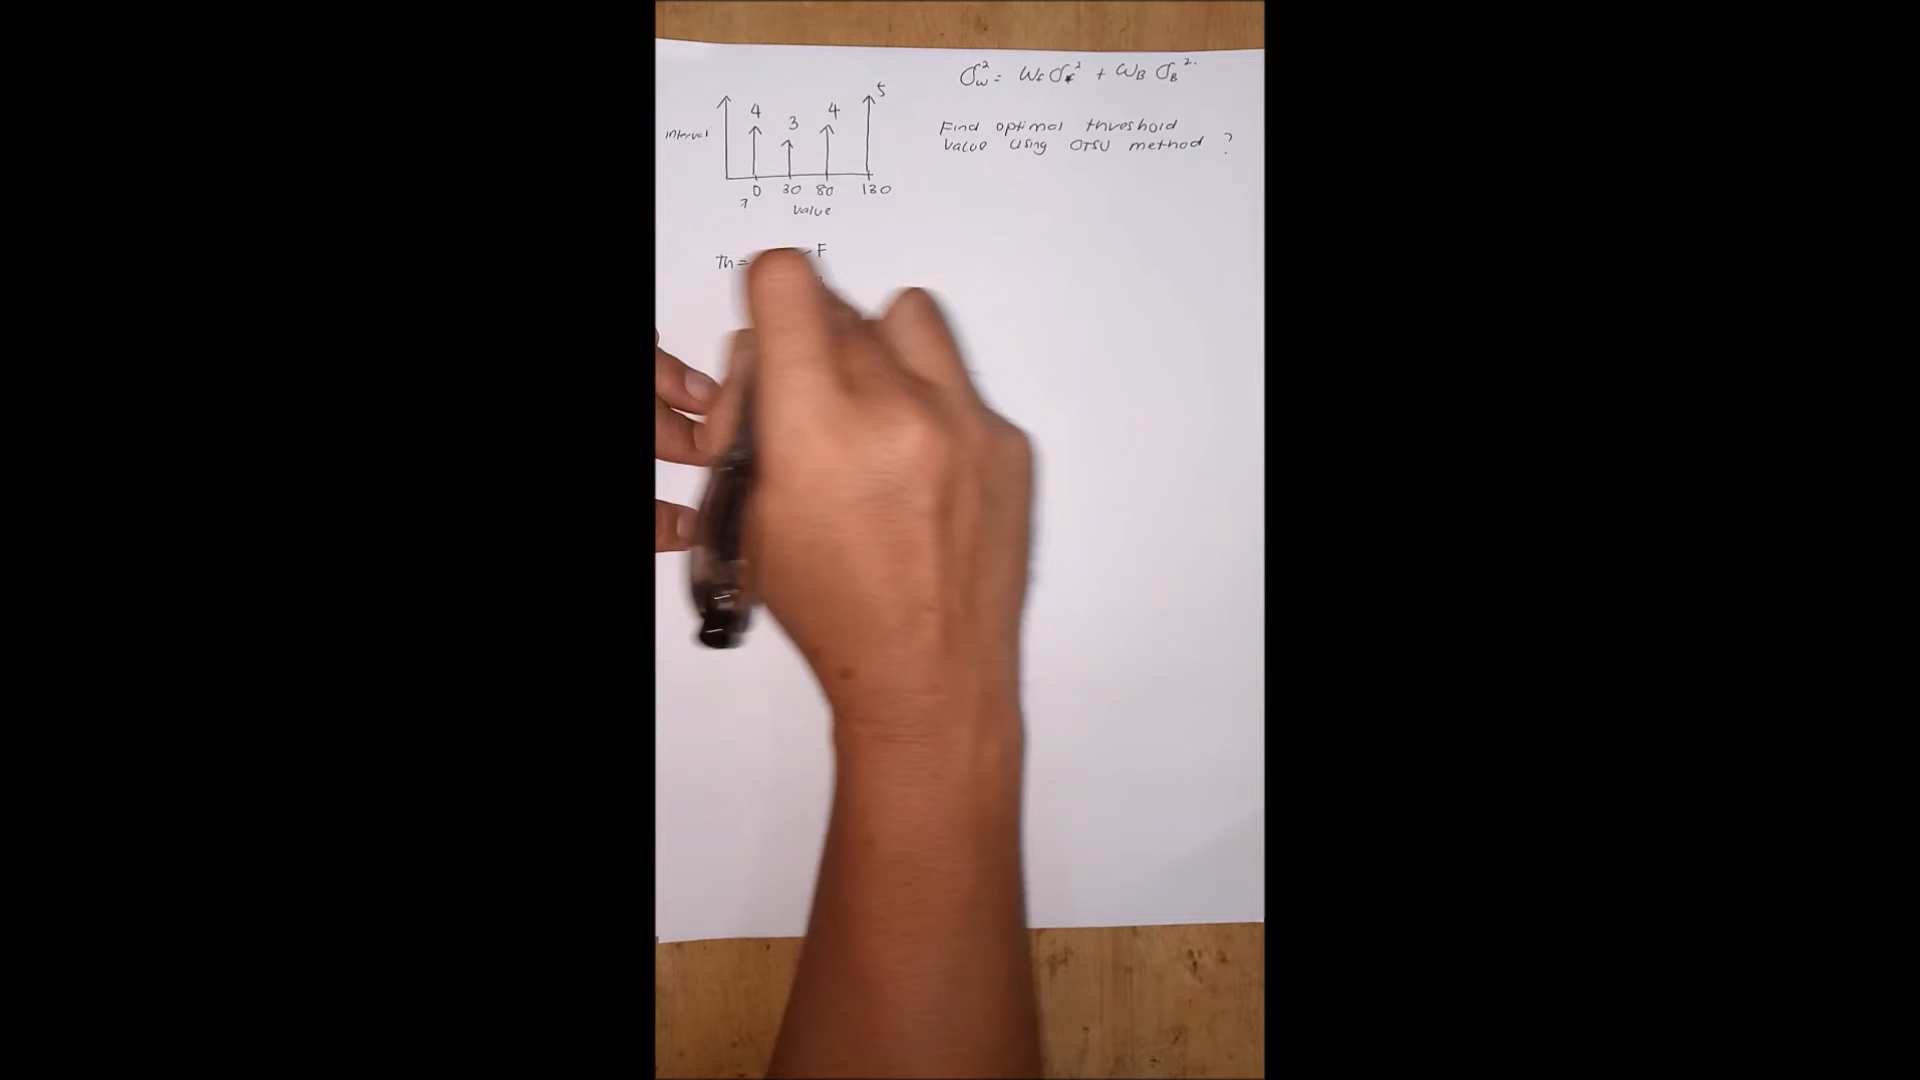 σw² = WF σF² + WB σB²
Find optimal threshold
Value using OTSU method ?
5
4 3 4
interval
0 30 80 130
Value
Th= F